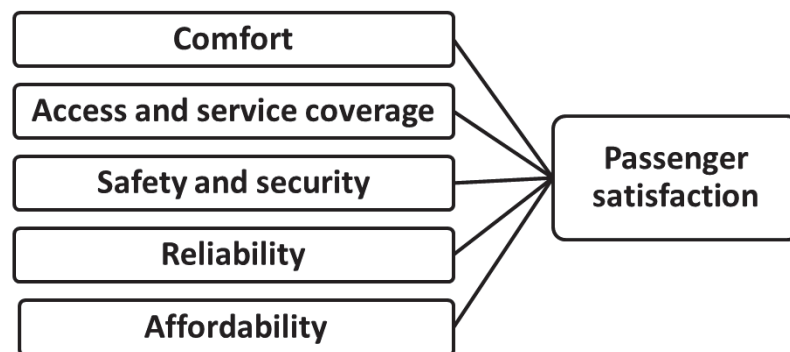 Comfort
Access and service coverage
Safety and security
Reliability
Affordability
Passenger
satisfaction